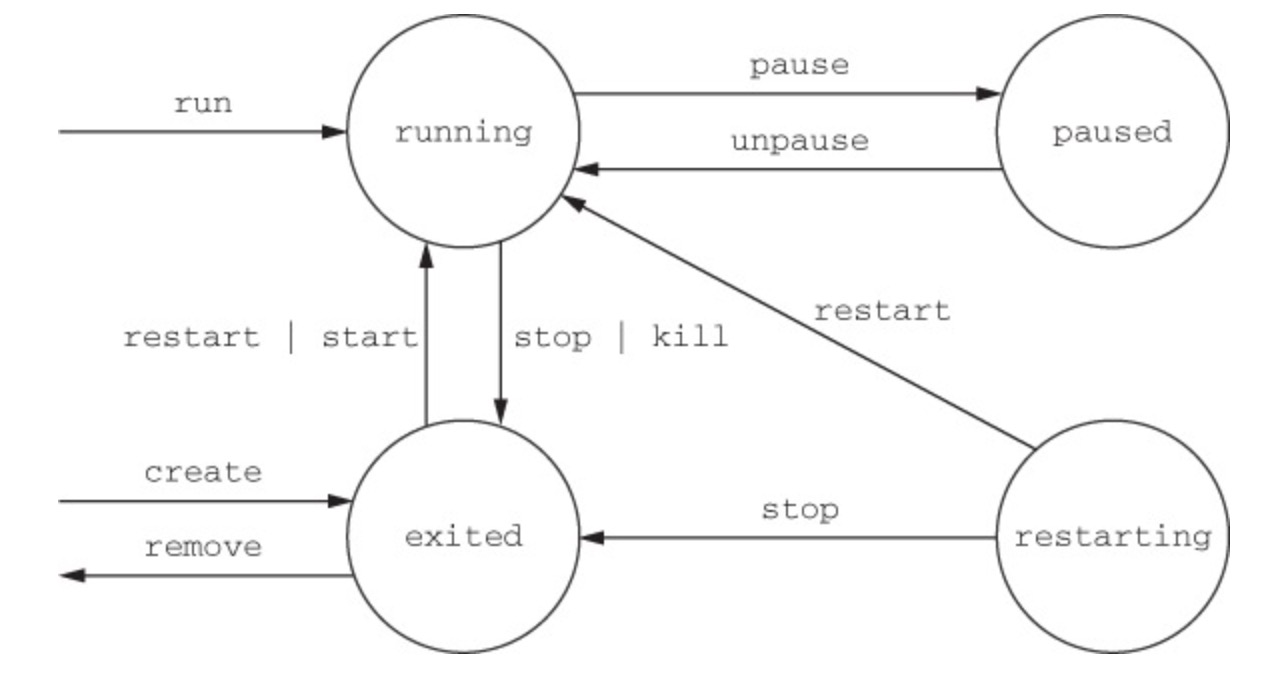 pause
run
running
paused
unpause
restart
restart | start
stop | kill
create
stop
exited
restarting
remove